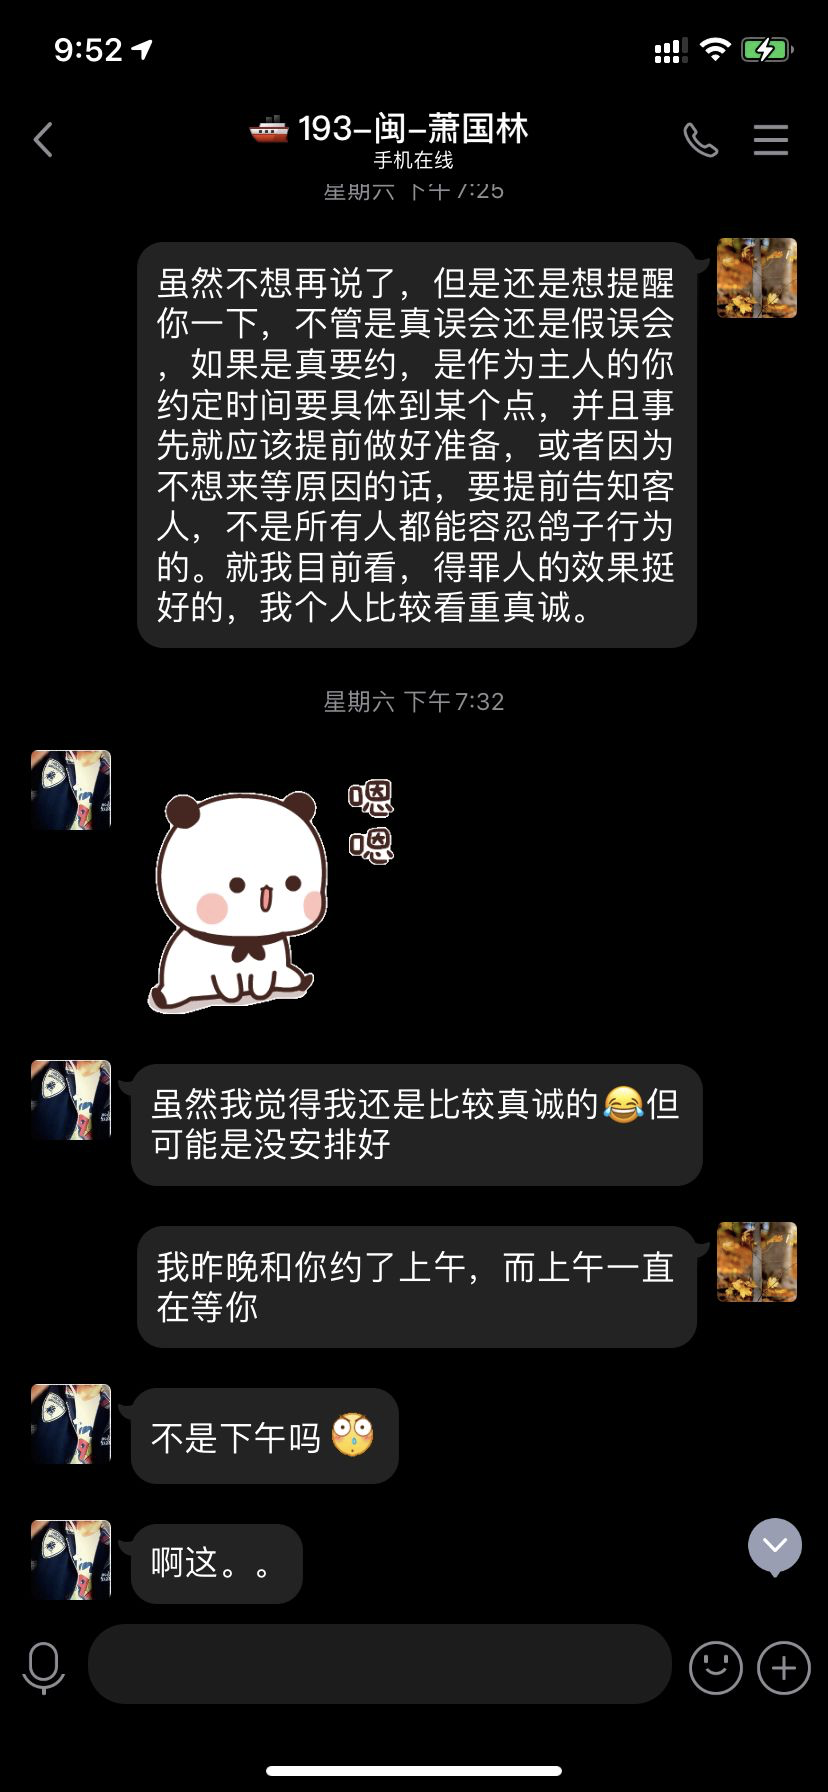 9:52
193-闽-萧国林
手机在线
星期六 下午 7:25
虽然不想再说了，但是还是想提醒
你一下，不管是真误会还是假误会
，如果是真要约，是作为主人的你
约定时间要具体到某个点，并且事
先就应该提前做好准备，或者因为
不想来等原因的话，要提前告知客
人，不是所有人都能容忍鸽子行为
的。就我目前看，得罪人的效果挺
好的，我个人比较看重真诚。
星期六 下午 7:32
嗯
嗯
虽然我觉得我还是比较真诚的😂但
可能是没安排好
我昨晚和你约了上午，而上午一直
在等你
不是下午吗
啊这。。